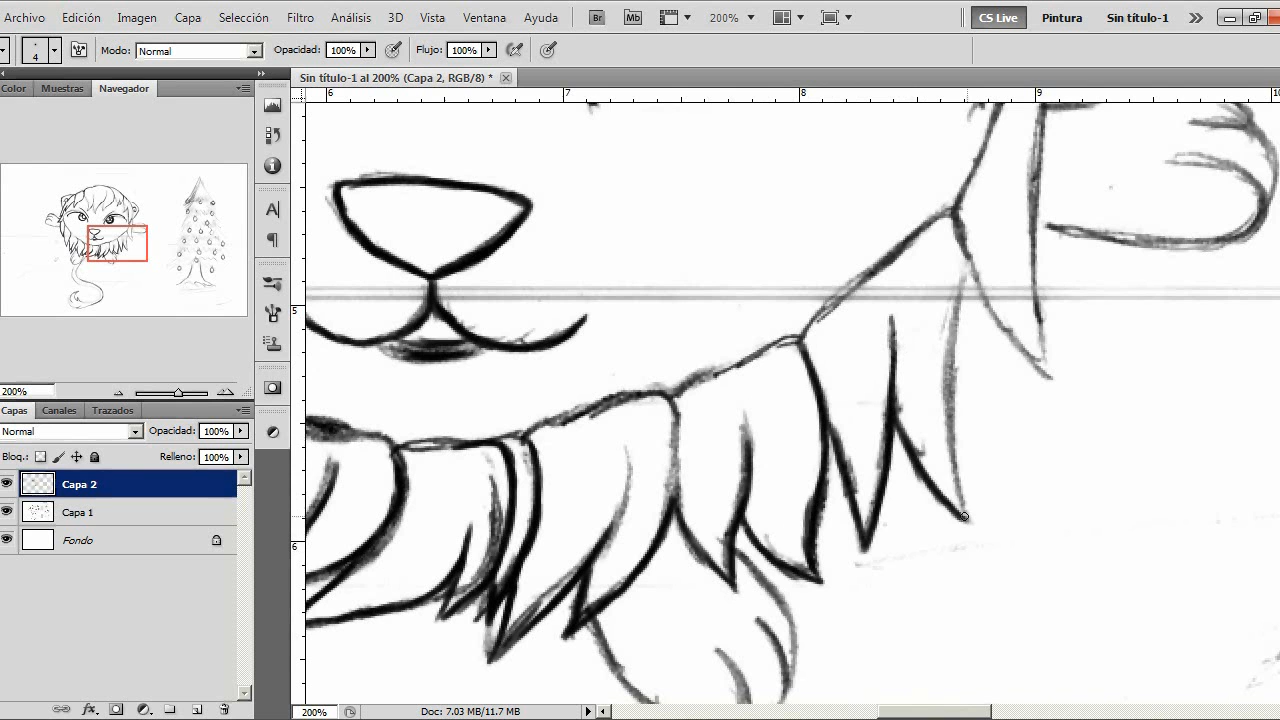 Archivo Edición Imagen Capa Selección Filtro Análisis 3D Vista Ventana Ayuda Br Mb 200% CS Live Pintura Sin título-1
4 Modo: Normal Opacidad: 100% Flujo: 100%
Color Muestras Navegador
Sin título-1 al 200% (Capa 2, RGB/8) *
6 7 8 9 10
5
6
200%
Capas Canales Trazados
Normal Opacidad: 100%
Bloq.: Relleno: 100%
Capa 2
Capa 1
Fondo
200% Doc: 7.03 MB/11.7 MB